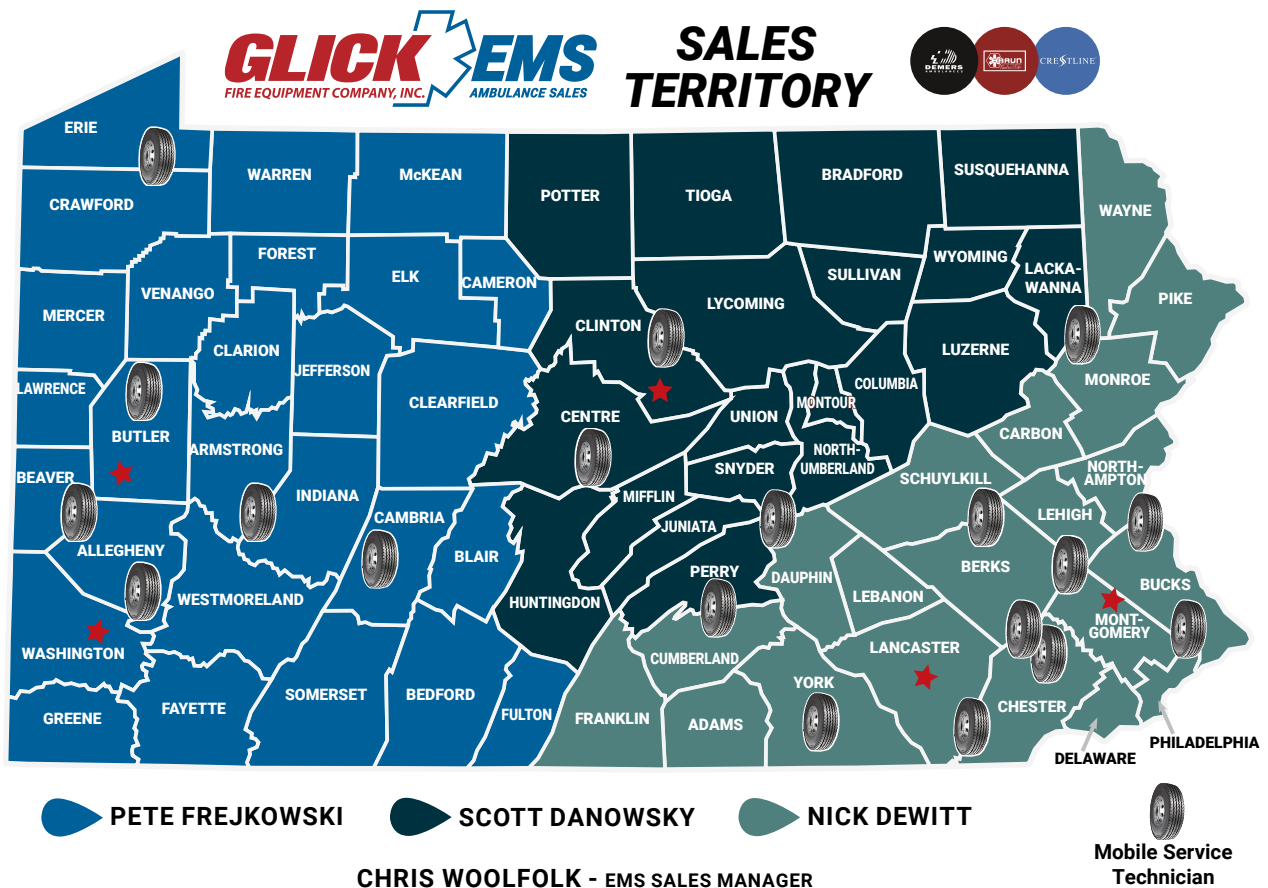 GLICK EMS
FIRE EQUIPMENT COMPANY, INC. AMBULANCE SALES
SALES
TERRITORY
DEMERS
AMBULANCES
BRAUN
CRESTLINE
ERIE
WARREN
McKEAN
POTTER
TIOGA
BRADFORD
SUSQUEHANNA
WAYNE
CRAWFORD
FOREST
ELK
CAMERON
WYOMING
LACKA-
WANNA
SULLIVAN
PIKE
VENANGO
MERCER
CLINTON
LYCOMING
LUZERNE
CLARION
JEFFERSON
MONROE
LAWRENCE
CLEARFIELD
CENTRE
UNION
MONTOUR
COLUMBIA
CARBON
BUTLER
ARMSTRONG
NORTH-
UMBERLAND
SNYDER
BEAVER
INDIANA
MIFFLIN
SCHUYLKILL
NORTH-
AMPTON
LEHIGH
CAMBRIA
JUNIATA
ALLEGHENY
BLAIR
PERRY
DAUPHIN
BERKS
BUCKS
WESTMORELAND
HUNTINGDON
LEBANON
MONT-
GOMERY
WASHINGTON
CUMBERLAND
LANCASTER
YORK
SOMERSET
BEDFORD
FULTON
FRANKLIN
ADAMS
CHESTER
GREENE
FAYETTE
DELAWARE
PHILADELPHIA
PETE FREJKOWSKI
SCOTT DANOWSKY
NICK DEWITT
Mobile Service
Technician
CHRIS WOOLFOLK - EMS SALES MANAGER